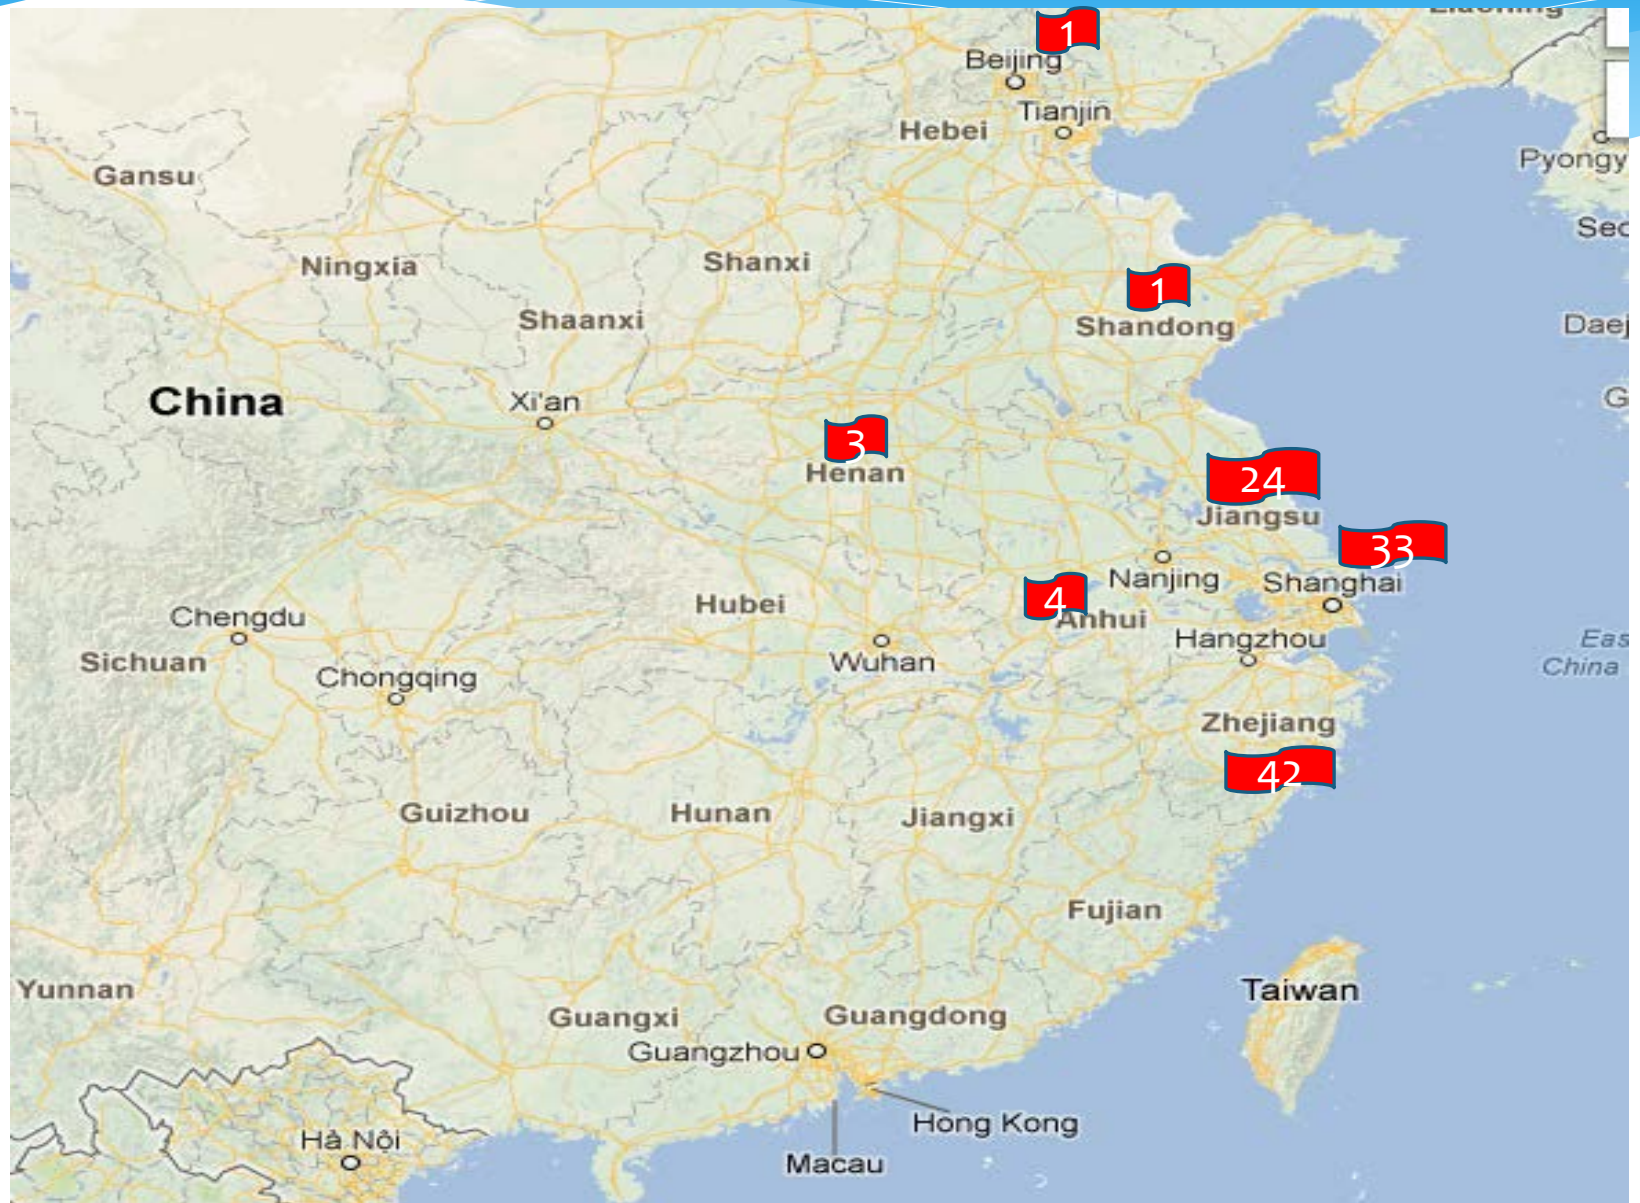 Liaoning
1
Beijing
Tianjin
Hebei
Pyongy
Gansu
Seo
Ningxia
Shanxi
1
Shaanxi
Shandong
Daej
China
Xi'an
G
3
Henan
24
Jiangsu
33
Nanjing
Shanghai
4
Anhui
Hubei
Chengdu
Hangzhou
Eas
China
Sichuan
Wuhan
Chongqing
Zhejiang
42
Guizhou
Hunan
Jiangxi
Fujian
Yunnan
Taiwan
Guangxi
Guangdong
Guangzhou
Hong Kong
Hà Nội
Macau